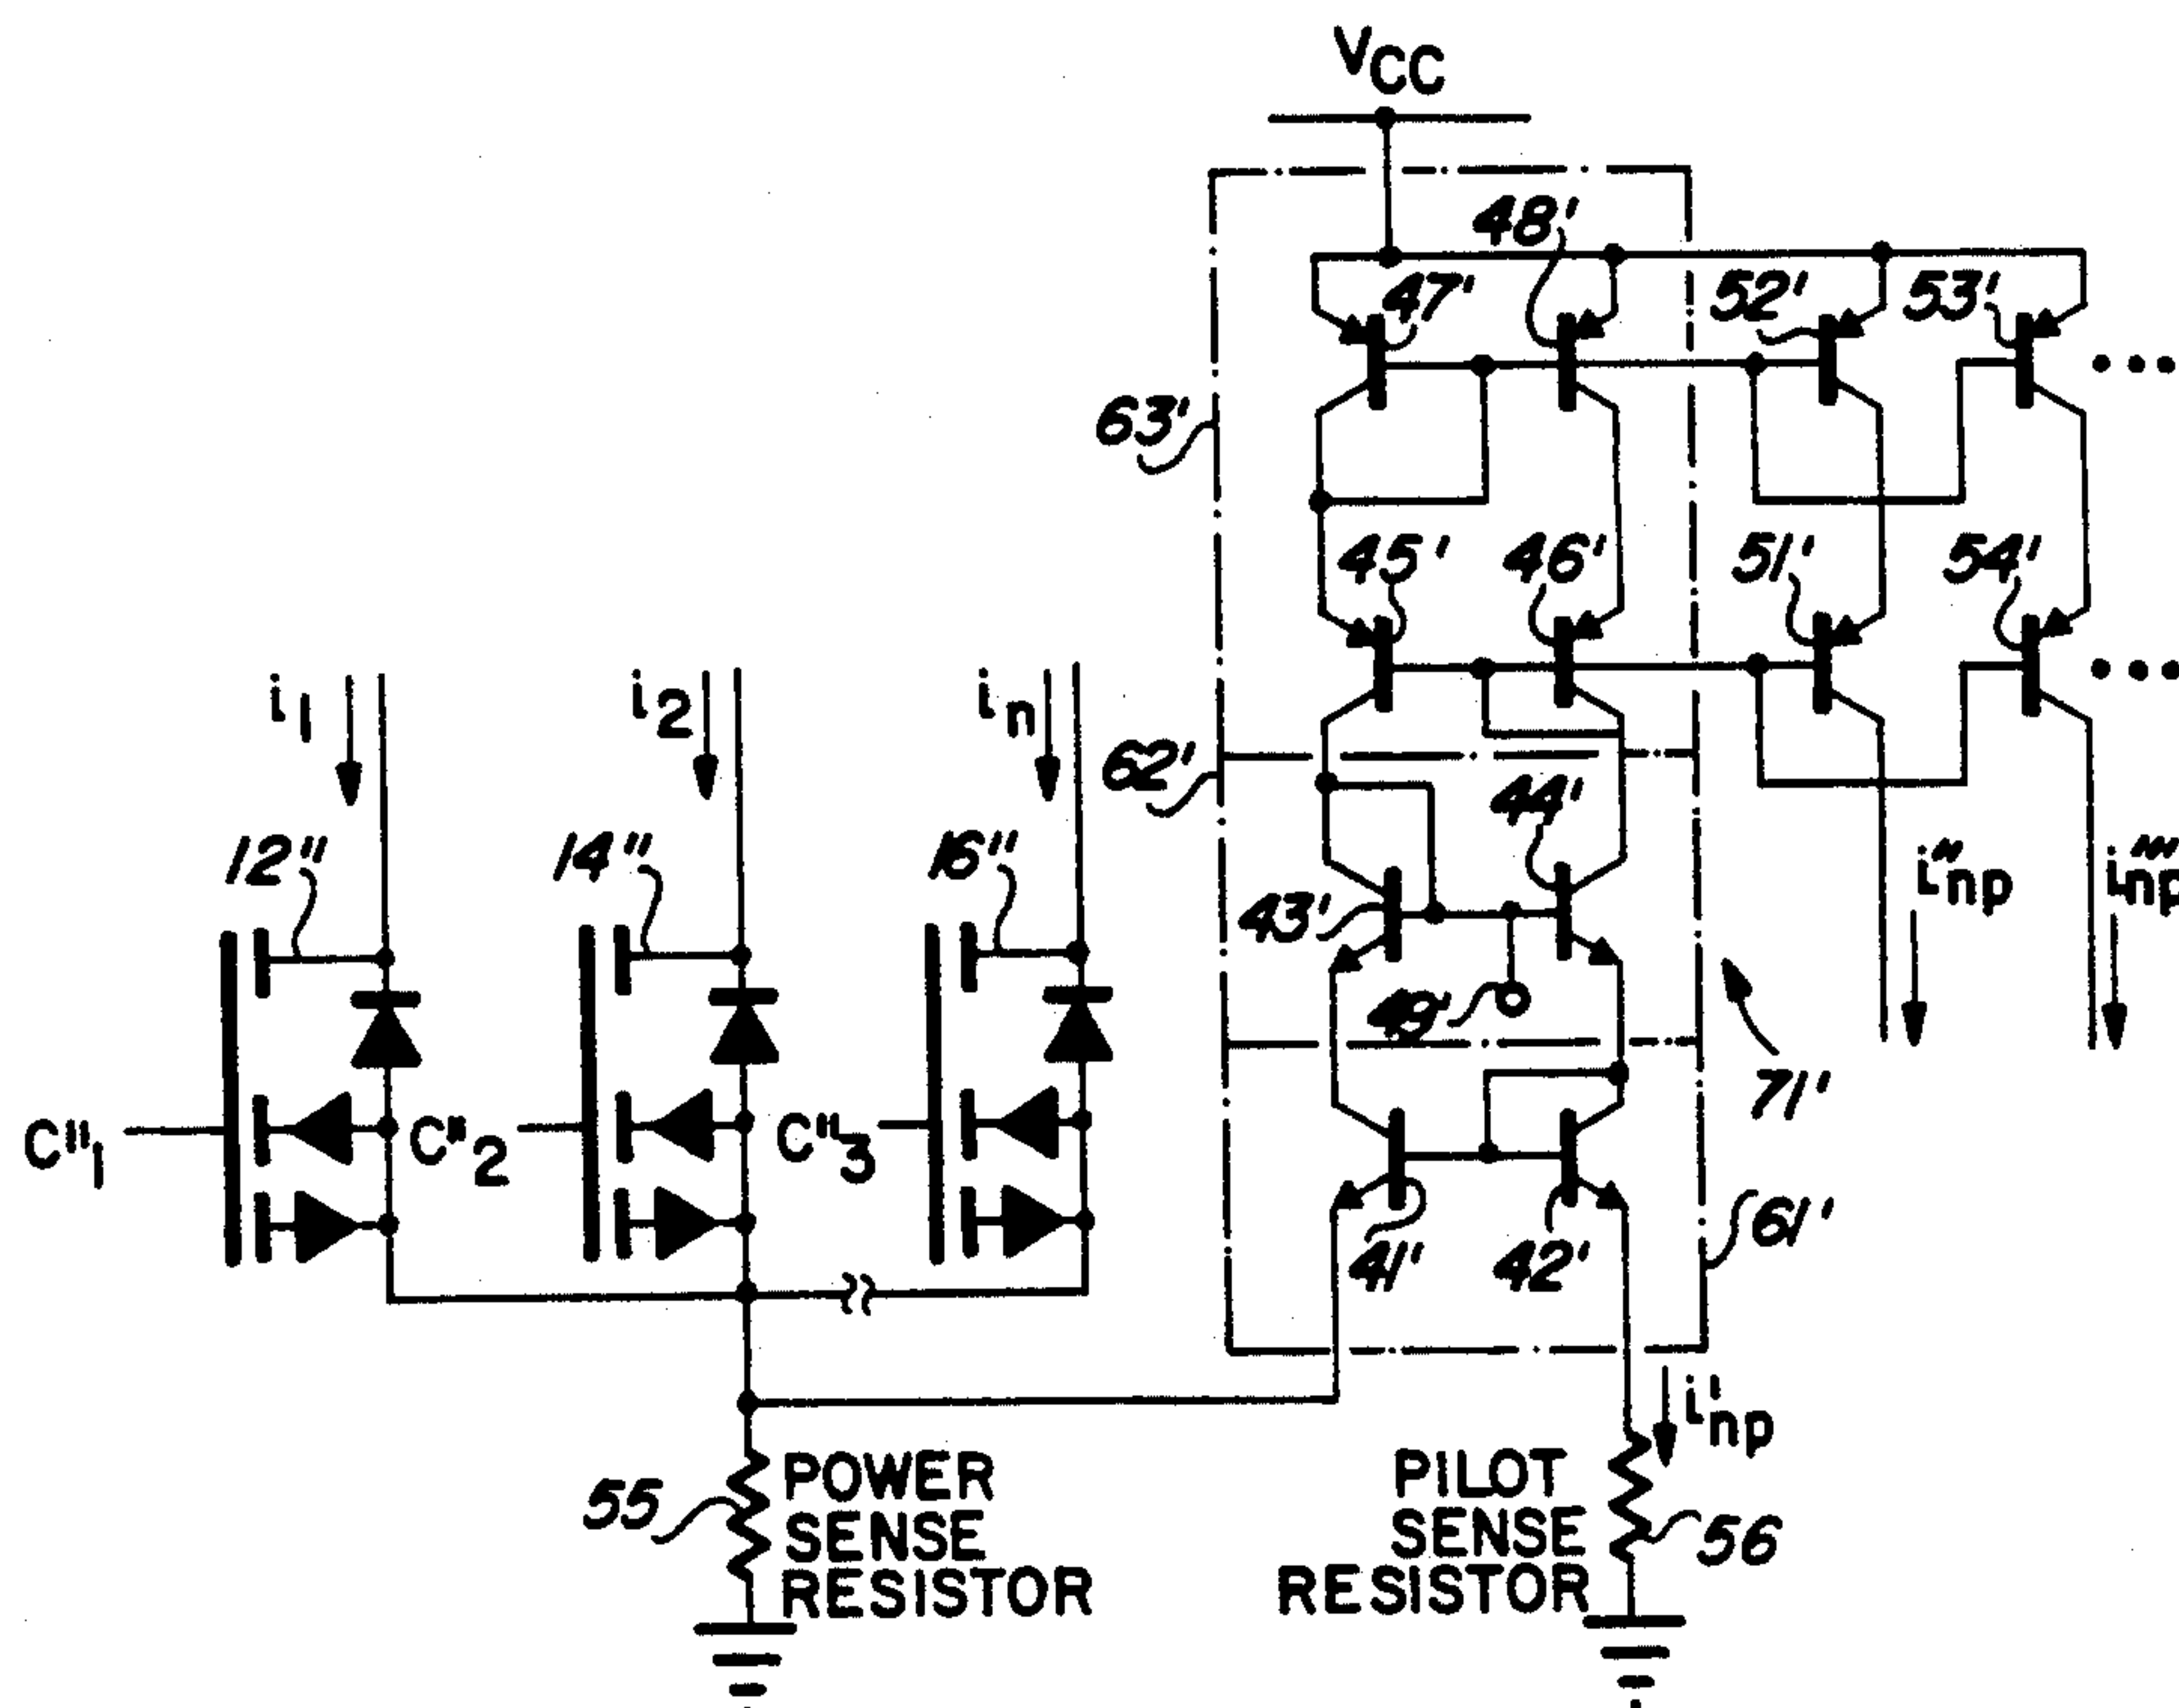 VCC
48'
47'
52'
53'
63'
45'
46'
51'
54'
i1
i2
in
62'
44'
12"
14"
16"
i""np
i"'np
43'
49'
71'
C"1
C"2
C"3
61'
41'
42'
i'np
55
POWER
SENSE
RESISTOR
PILOT
SENSE
RESISTOR
56